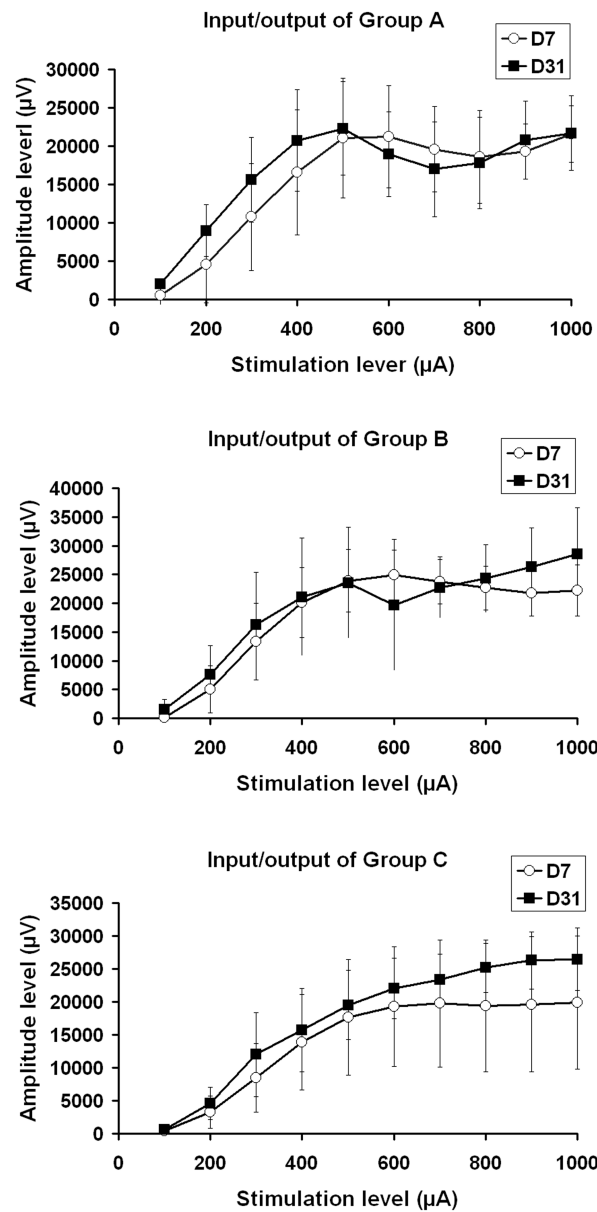 Input/output of Group A
D7
D31
Amplitude leverl (µV)
30000
25000
20000
15000
10000
5000
0
0 200 400 600 800 1000
Stimulation lever (µA)
Input/output of Group B
D7
D31
Amplitude level (µV)
40000
35000
30000
25000
20000
15000
10000
5000
0
0 200 400 600 800 1000
Stimulation level (µA)
Input/output of Group C
D7
D31
Amplitude level (µV)
35000
30000
25000
20000
15000
10000
5000
0
0 200 400 600 800 1000
Stimulation level (µA)